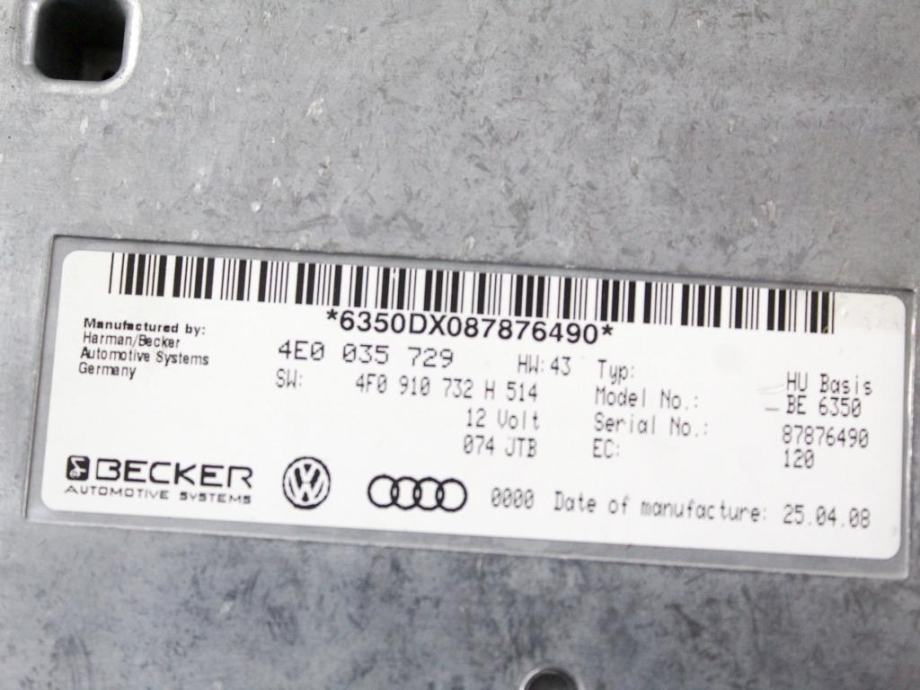 *6350DX087876490*
Manufactured by:
Harman/Becker
Automotive Systems
Germany
4E0 035 729 HW: 43
SW: 4F0 910 732 H 514
12 Volt
074 JTB
Typ: HU Basis
Model No.: BE 6350
Serial No.: 87876490
EC: 120
BECKER
AUTOMOTIVE SYSTEMS
0000 Date of manufacture: 25.04.08